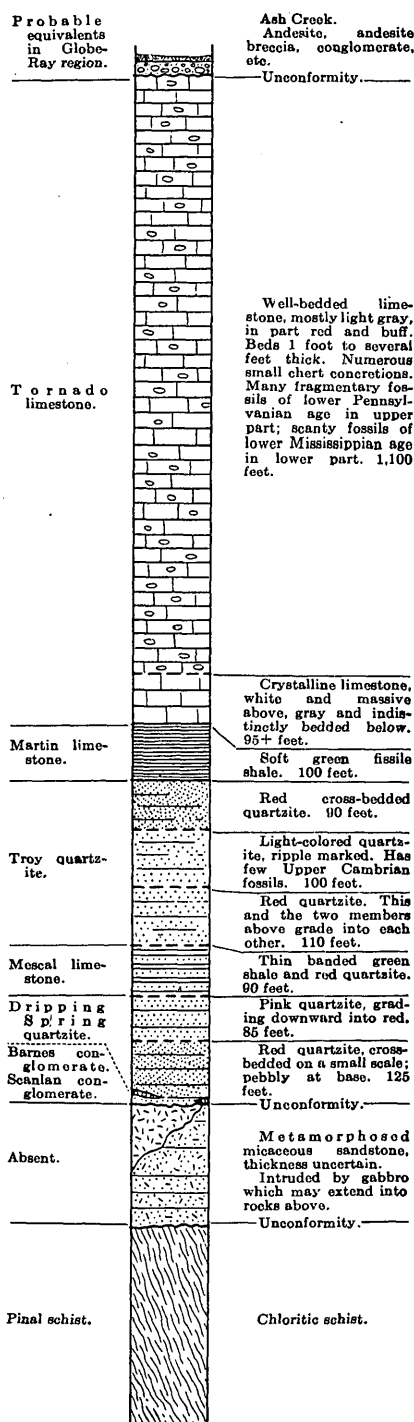 Probable
equivalents
in Globe-
Ray region.
Ash Creek.
Andesite, andesite
breccia, conglomerate,
etc.
Unconformity.
Tornado
limestone.
Well-bedded lime-
stone, mostly light gray,
in part red and buff.
Beds 1 foot to several
feet thick. Numerous
small chert concretions.
Many fragmentary fos-
sils of lower Pennsyl-
vanian age in upper
part; scanty fossils of
lower Mississippian age
in lower part. 1,100
feet.
Crystalline limestone,
white and massive
above, gray and indis-
tinctly bedded below.
95+ feet.
Martin lime-
stone.
Soft green fissile
shale. 100 feet.
Troy quartz-
ite.
Red cross-bedded
quartzite. 90 feet.
Light-colored quartz-
ite, ripple marked. Has
few Upper Cambrian
fossils. 100 feet.
Red quartzite. This
and the two members
above grade into each
other. 110 feet.
Mescal lime-
stone.
Thin banded green
shale and red quartzite.
90 feet.
Dripping
Spring
quartzite.
Pink quartzite, grad-
ing downward into red.
85 feet.
Barnes con-
glomerate.
Scanlan con-
glomerate.
Red quartzite, cross-
bedded on a small scale;
pebbly at base. 125
feet.
Unconformity.
Absent.
Metamorphosed
micaceous sandstone,
thickness uncertain.
Intruded by gabbro
which may extend into
rocks above.
Unconformity.
Pinal schist.
Chloritic schist.